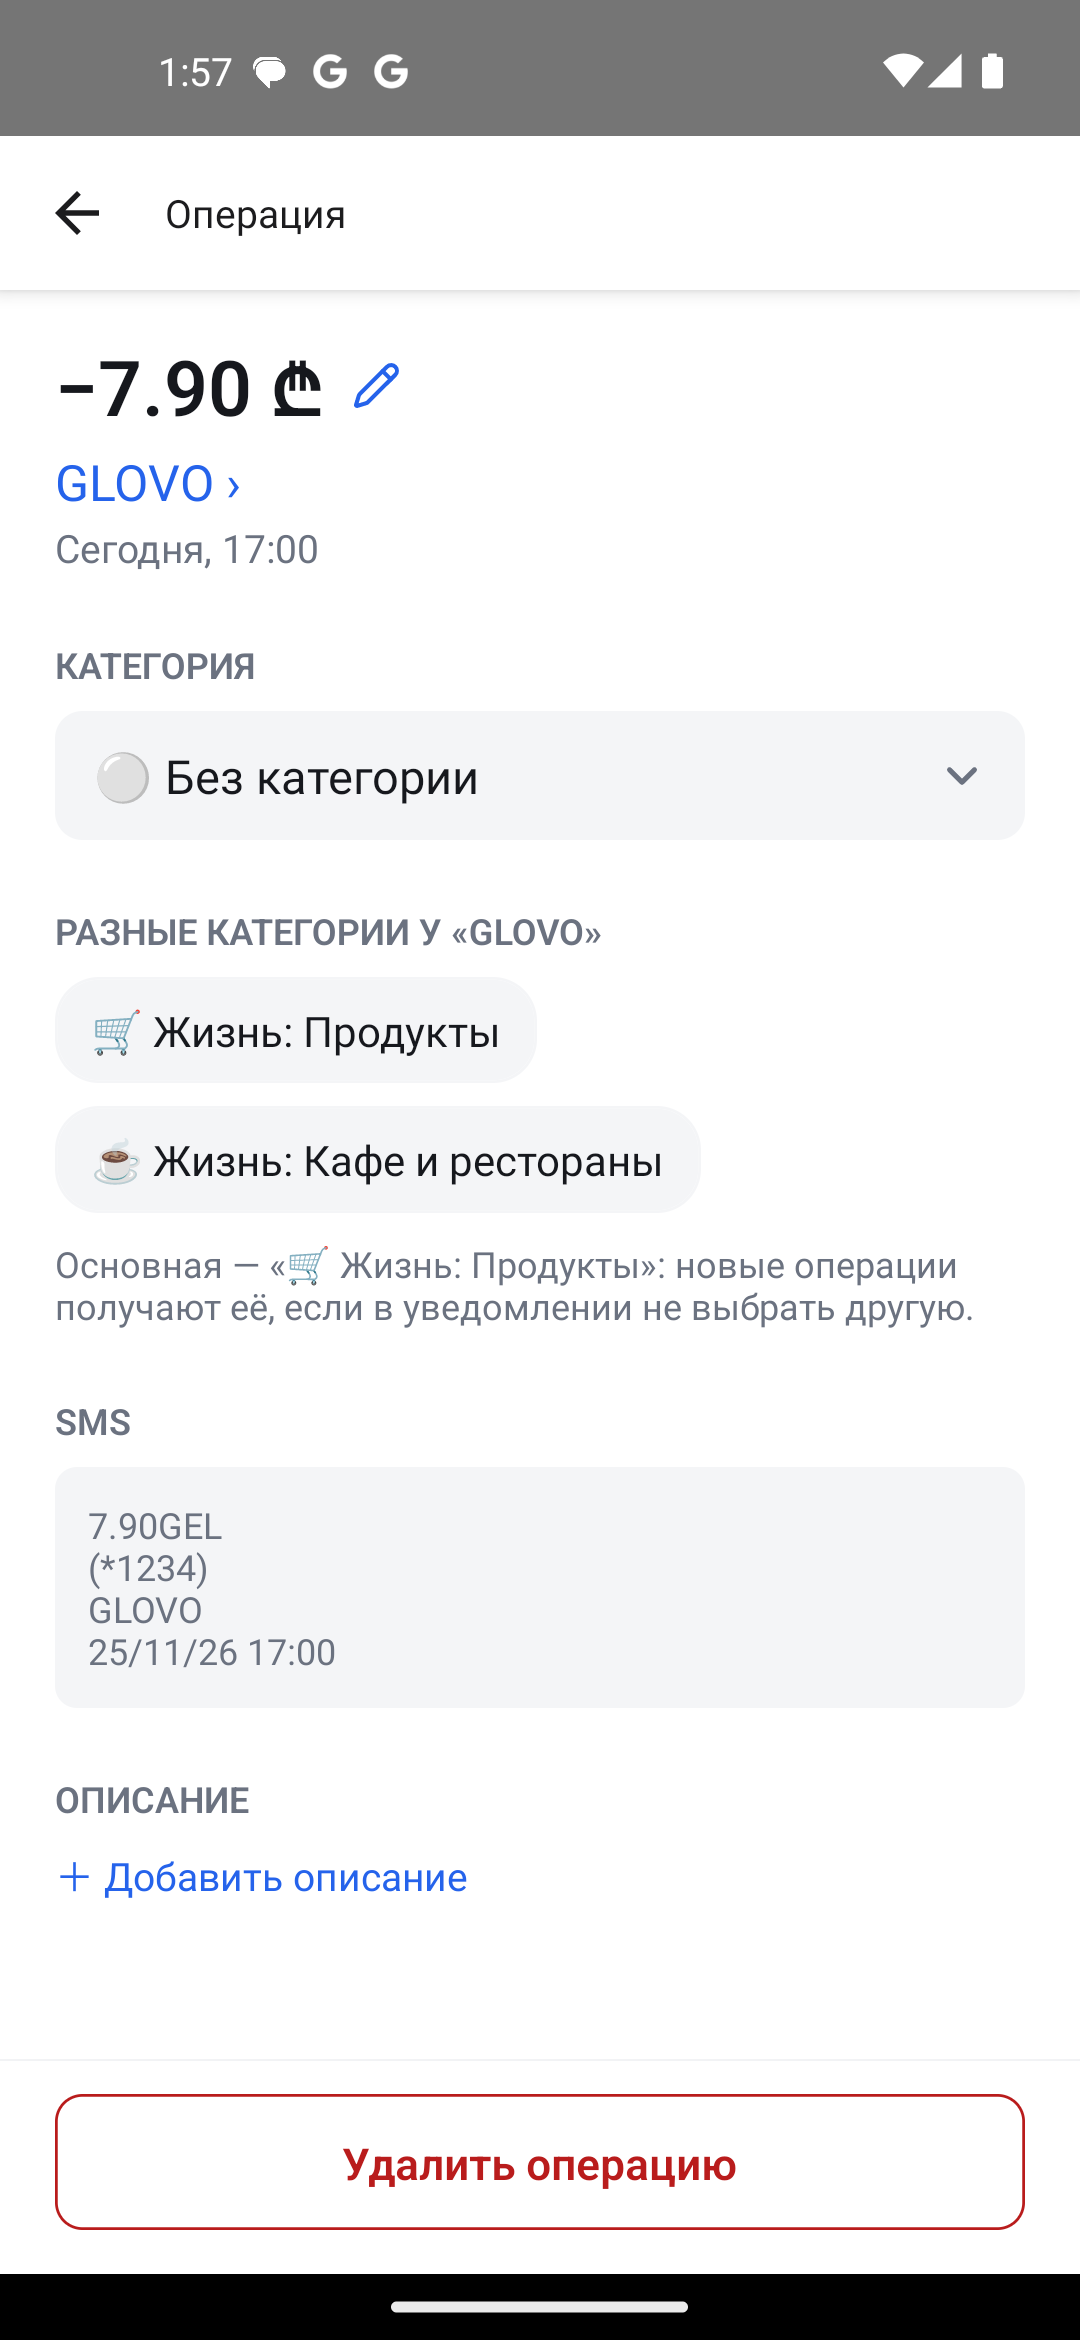 1:57
Операция
−7.90 ₾
GLOVO ›
Сегодня, 17:00
КАТЕГОРИЯ
Без категории
РАЗНЫЕ КАТЕГОРИИ У «GLOVO»
🛒 Жизнь: Продукты
☕ Жизнь: Кафе и рестораны
Основная — «🛒 Жизнь: Продукты»: новые операции
получают её, если в уведомлении не выбрать другую.
SMS
7.90GEL
(*1234)
GLOVO
25/11/26 17:00
ОПИСАНИЕ
+ Добавить описание
Удалить операцию